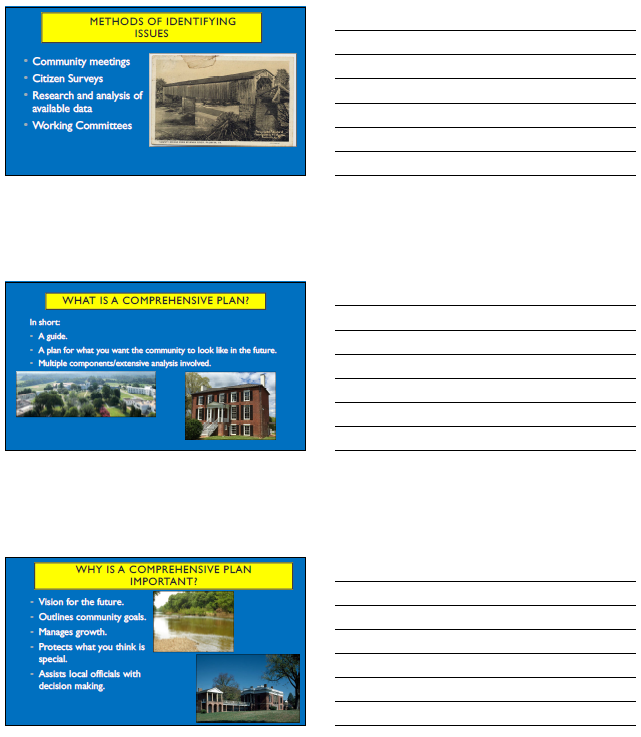 METHODS OF IDENTIFYING
ISSUES
Community meetings
Citizen Surveys
Research and analysis of
available data
Working Committees
WHAT IS A COMPREHENSIVE PLAN?
In short:
- A guide.
- A plan for what you want the community to look like in the future.
- Multiple components/extensive analysis involved.
WHY IS A COMPREHENSIVE PLAN
IMPORTANT?
- Vision for the future.
- Outlines community goals.
- Manages growth.
- Protects what you think is
special.
- Assists local officials with
decision making.